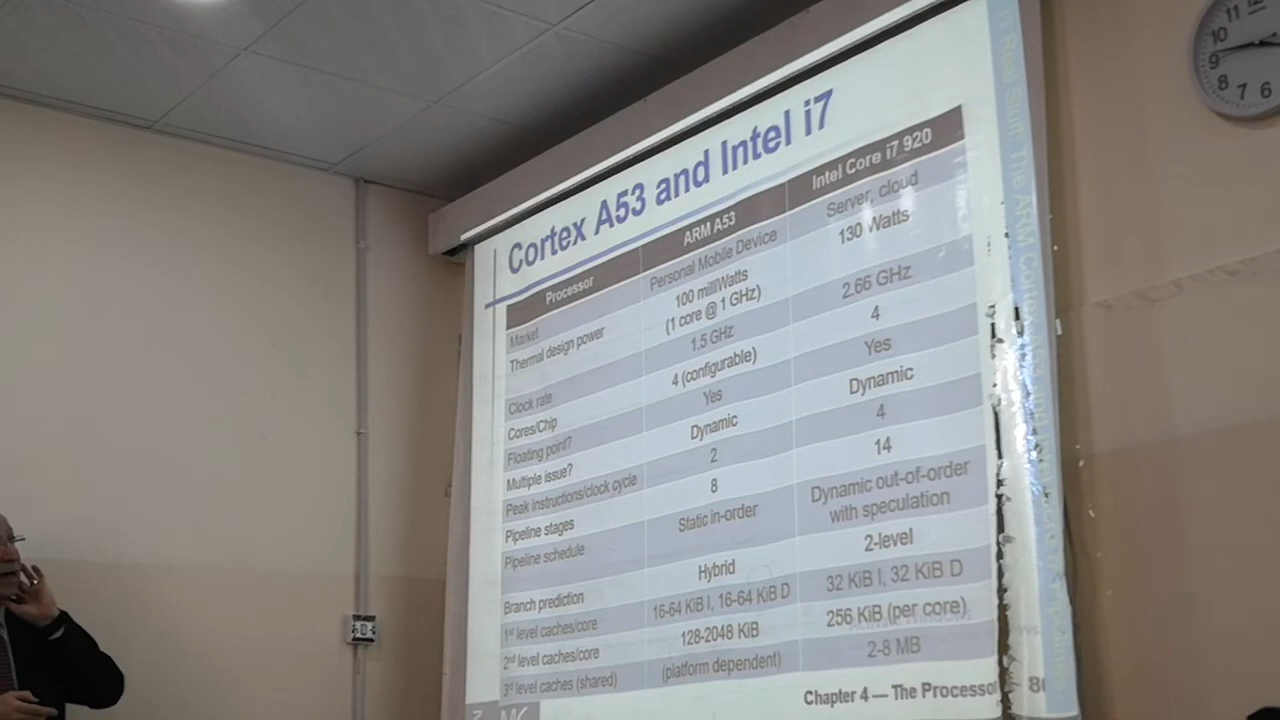 Cortex A53 and Intel i7
Processor ARM A53 Intel Core i7 920
Market Personal Mobile Device Server, cloud
Thermal design power 100 milliWatts 130 Watts
(1 core @ 1 GHz)
Clock rate 1.5 GHz 2.66 GHz
Cores/Chip 4 (configurable) 4
Floating point? Yes Yes
Multiple issue? Dynamic Dynamic
Peak instructions/clock cycle 2 4
Pipeline stages 8 14
Pipeline schedule Static in-order Dynamic out-of-order
with speculation
Branch prediction Hybrid 2-level
1st level caches/core 16-64 KiB I, 16-64 KiB D 32 KiB I, 32 KiB D
2nd level caches/core 128-2048 KiB 256 KiB (per core)
3rd level caches (shared) (platform dependent) 2-8 MB
Chapter 4 — The Processor
11 12
10
9
8 7 6